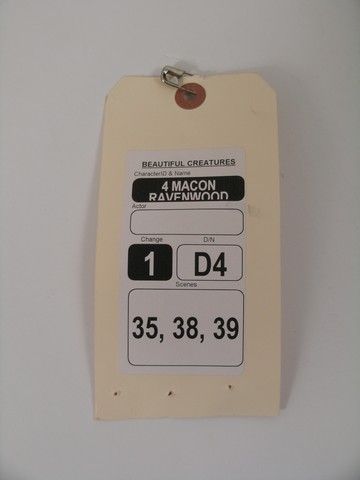 BEAUTIFUL CREATURES
CharacterID & Name
4 MACON
RAVENWOOD
Actor
Change D/N
1 D4
Scenes
35, 38, 39